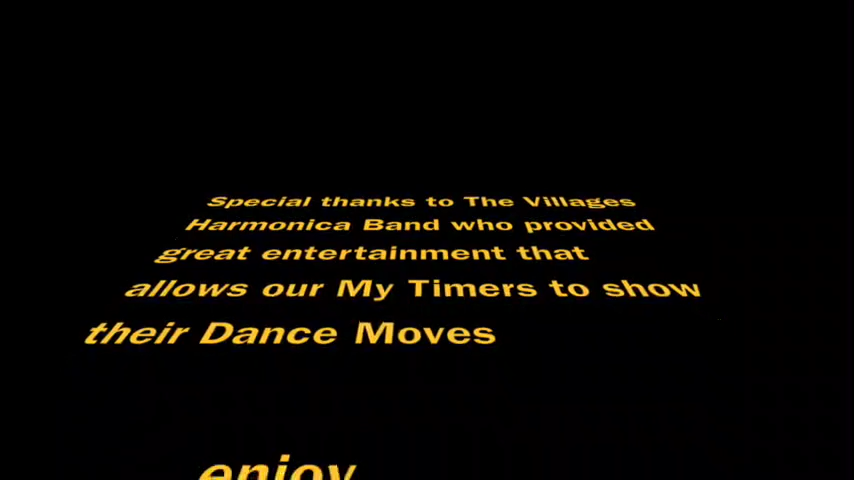 Special thanks to The Villages
Harmonica Band who provided
great entertainment that
allows our My Timers to show
their Dance Moves
enjoy